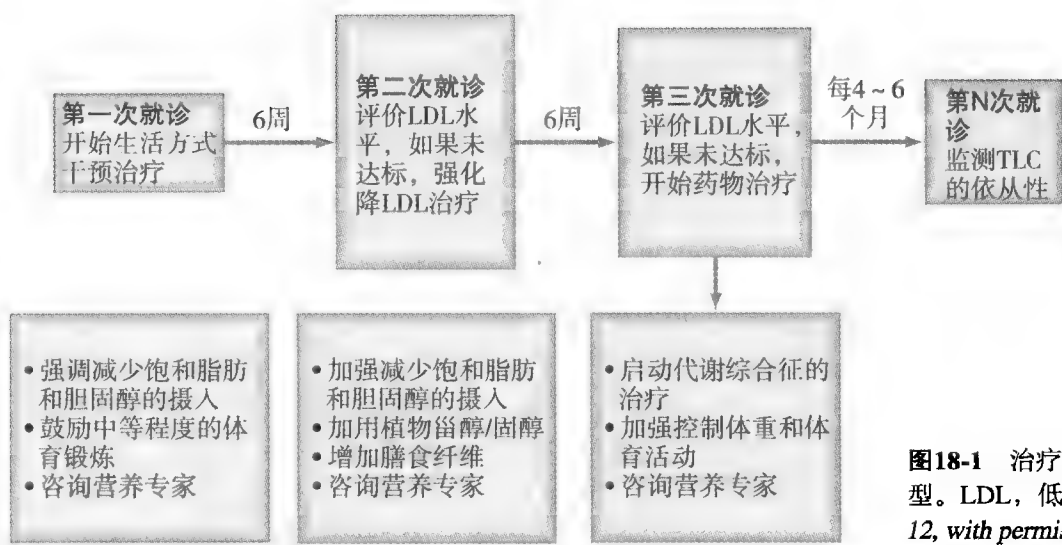 第一次就诊
开始生活方式
干预治疗
6周
第二次就诊
评价LDL水
平，如果未
达标，强化
降LDL治疗
6周
第三次就诊
评价LDL水平，
如果未达标，
开始药物治疗
每4～6
个月
第N次就
诊
监测TLC
的依从性
• 强调减少饱和脂肪
和胆固醇的摄入
• 鼓励中等程度的体
育锻炼
• 咨询营养专家
• 加强减少饱和脂肪
和胆固醇的摄入
• 加用植物甾醇/固醇
• 增加膳食纤维
• 咨询营养专家
• 启动代谢综合征的
治疗
• 加强控制体重和体
育活动
• 咨询营养专家
图18-1 治疗
型。LDL，低
12, with permi